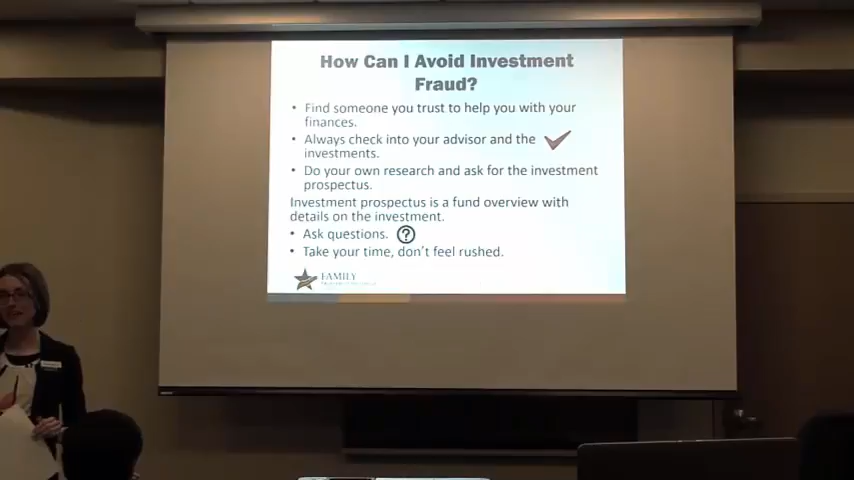 How Can I Avoid Investment
Fraud?
• Find someone you trust to help you with your
finances.
• Always check into your advisor and the
investments.
• Do your own research and ask for the investment
prospectus.
Investment prospectus is a fund overview with
details on the investment.
• Ask questions. ?
• Take your time, don't feel rushed.
FAMILY